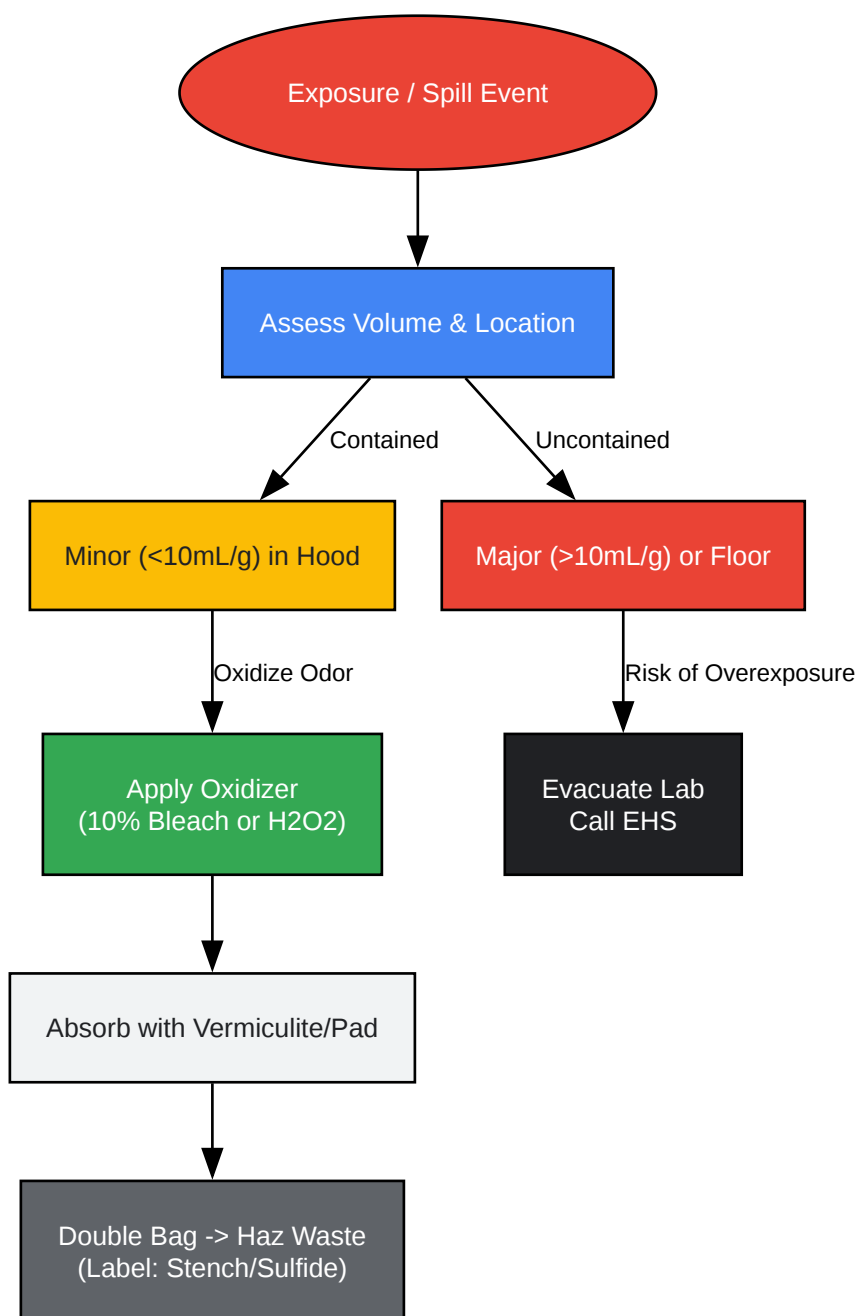 Exposure / Spill Event
Assess Volume & Location
Contained
Uncontained
Minor (<10mL/g) in Hood
Major (>10mL/g) or Floor
Oxidize Odor
Risk of Overexposure
Apply Oxidizer
(10% Bleach or H2O2)
Evacuate Lab
Call EHS
Absorb with Vermiculite/Pad
Double Bag -> Haz Waste
(Label: Stench/Sulfide)